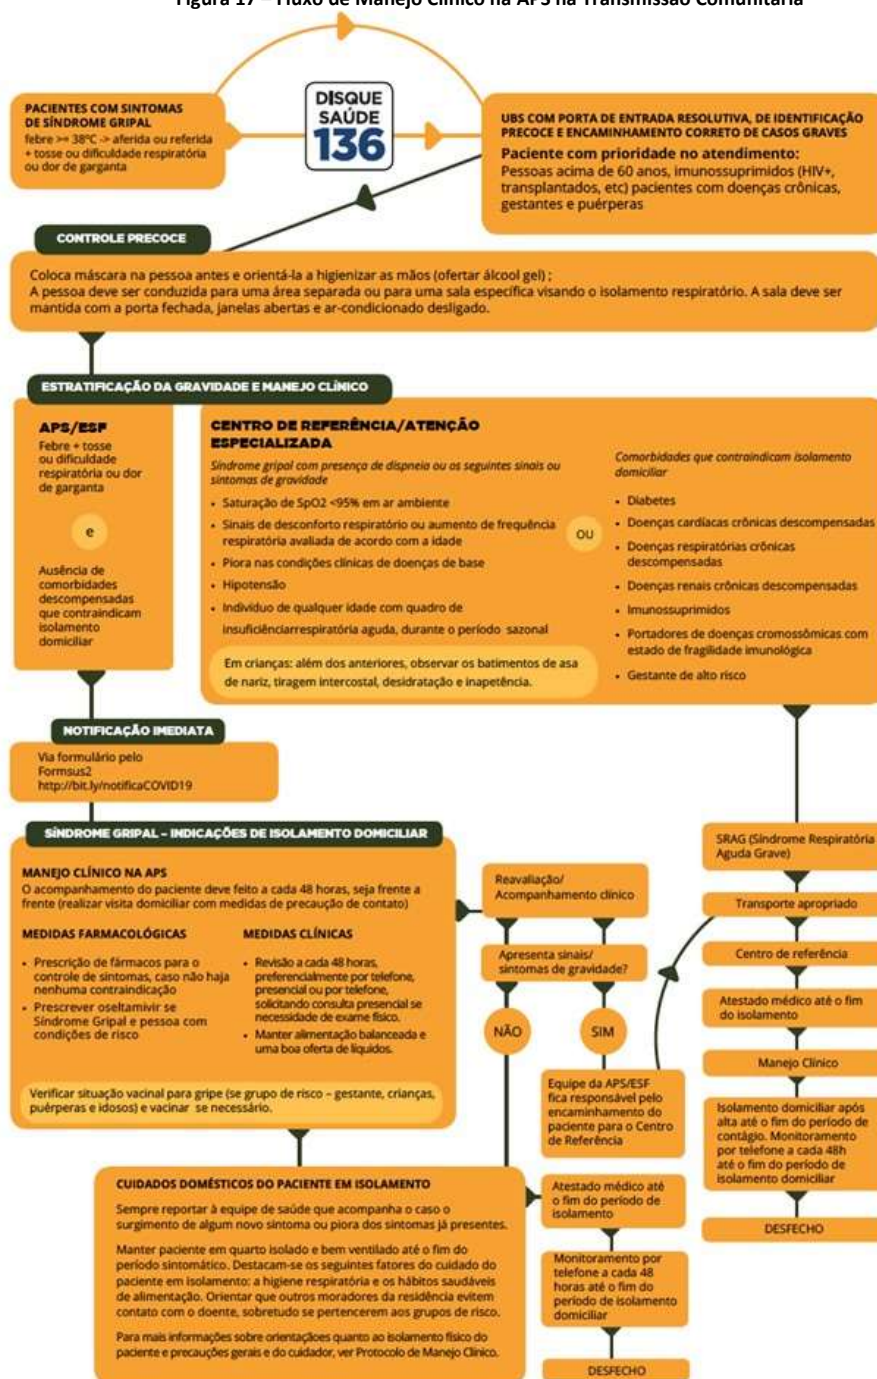 Figura 17 – Fluxo de Manejo Clínico na APS na Transmissão Comunitária
PACIENTES COM SINTOMAS
DE SÍNDROME GRIPAL
febre >= 38ºC -> aferida ou referida
+ tosse ou dificuldade respiratória
ou dor de garganta
DISQUE
SAÚDE
136
UBS COM PORTA DE ENTRADA RESOLUTIVA, DE IDENTIFICAÇÃO
PRECOCE E ENCAMINHAMENTO CORRETO DE CASOS GRAVES
Paciente com prioridade no atendimento:
Pessoas acima de 60 anos, imunossuprimidos (HIV+,
transplantados, etc) pacientes com doenças crônicas,
gestantes e puérperas
CONTROLE PRECOCE
Coloca máscara na pessoa antes e orientá-la a higienizar as mãos (ofertar álcool gel) ;
A pessoa deve ser conduzida para uma área separada ou para uma sala específica visando o isolamento respiratório. A sala deve ser
mantida com a porta fechada, janelas abertas e ar-condicionado desligado.
ESTRATIFICAÇÃO DA GRAVIDADE E MANEJO CLÍNICO
APS/ESF
Febre + tosse
ou dificuldade
respiratória ou dor
de garganta
e
Ausência de
comorbidades
descompensadas
que contraindicam
isolamento
domiciliar
CENTRO DE REFERÊNCIA/ATENÇÃO
ESPECIALIZADA
Síndrome gripal com presença de dispneia ou os seguintes sinais ou
sintomas de gravidade
• Saturação de SpO2 <95% em ar ambiente
• Sinais de desconforto respiratório ou aumento de frequência
respiratória avaliada de acordo com a idade
• Piora nas condições clínicas de doenças de base
• Hipotensão
• Indivíduo de qualquer idade com quadro de
insuficiênciarrespiratória aguda, durante o período sazonal
Em crianças: além dos anteriores, observar os batimentos de asa
de nariz, tiragem intercostal, desidratação e inapetência.
OU
Comorbidades que contraindicam isolamento
domiciliar
• Diabetes
• Doenças cardíacas crônicas descompensadas
• Doenças respiratórias crônicas
descompensadas
• Doenças renais crônicas descompensadas
• Imunossuprimidos
• Portadores de doenças cromossômicas com
estado de fragilidade imunológica
• Gestante de alto risco
NOTIFICAÇÃO IMEDIATA
Via formulário pelo
Formsus2
http://bit.ly/notificaCOVID19
SÍNDROME GRIPAL – INDICAÇÕES DE ISOLAMENTO DOMICILIAR
MANEJO CLÍNICO NA APS
O acompanhamento do paciente deve feito a cada 48 horas, seja frente a
frente (realizar visita domiciliar com medidas de precaução de contato)
MEDIDAS FARMACOLÓGICAS
• Prescrição de fármacos para o
controle de sintomas, caso não haja
nenhuma contraindicação
• Prescrever oseltamivir se
Síndrome Gripal e pessoa com
condições de risco
MEDIDAS CLÍNICAS
• Revisão a cada 48 horas,
preferencialmente por telefone,
presencial ou por telefone,
solicitando consulta presencial se
necessidade de exame físico.
• Manter alimentação balanceada e
uma boa oferta de líquidos.
Verificar situação vacinal para gripe (se grupo de risco – gestante, crianças,
puérperas e idosos) e vacinar se necessário.
Reavaliação/
Acompanhamento clínico
Apresenta sinais/
sintomas de gravidade?
NÃO
SIM
Equipe da APS/ESF
fica responsável pelo
encaminhamento do
paciente para o Centro
de Referência
SRAG (Síndrome Respiratória
Aguda Grave)
Transporte apropriado
Centro de referência
Atestado médico até o fim
do isolamento
Manejo Clínico
Isolamento domiciliar após
alta até o fim do período de
contágio. Monitoramento
por telefone a cada 48h
até o fim do período de
isolamento domiciliar
DESFECHO
CUIDADOS DOMÉSTICOS DO PACIENTE EM ISOLAMENTO
Sempre reportar à equipe de saúde que acompanha o caso o
surgimento de algum novo sintoma ou piora dos sintomas já presentes.
Manter paciente em quarto isolado e bem ventilado até o fim do
período sintomático. Destacam-se os seguintes fatores do cuidado do
paciente em isolamento: a higiene respiratória e os hábitos saudáveis
de alimentação. Orientar que outros moradores da residência evitem
contato com o doente, sobretudo se pertencerem aos grupos de risco.
Para mais informações sobre orientaçãoes quanto ao isolamento físico do
paciente e precauções gerais e do cuidador, ver Protocolo de Manejo Clínico.
Atestado médico até
o fim do período de
isolamento
Monitoramento por
telefone a cada 48
horas até o fim do
período de isolamento
domiciliar
DESFECHO